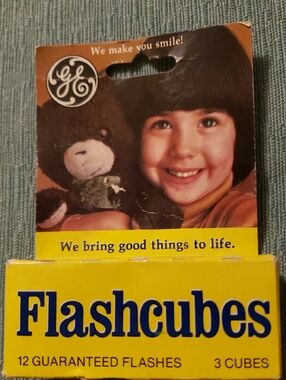 We make you smile!
GE
We bring good things to life.
Flashcubes
12 GUARANTEED FLASHES 3 CUBES